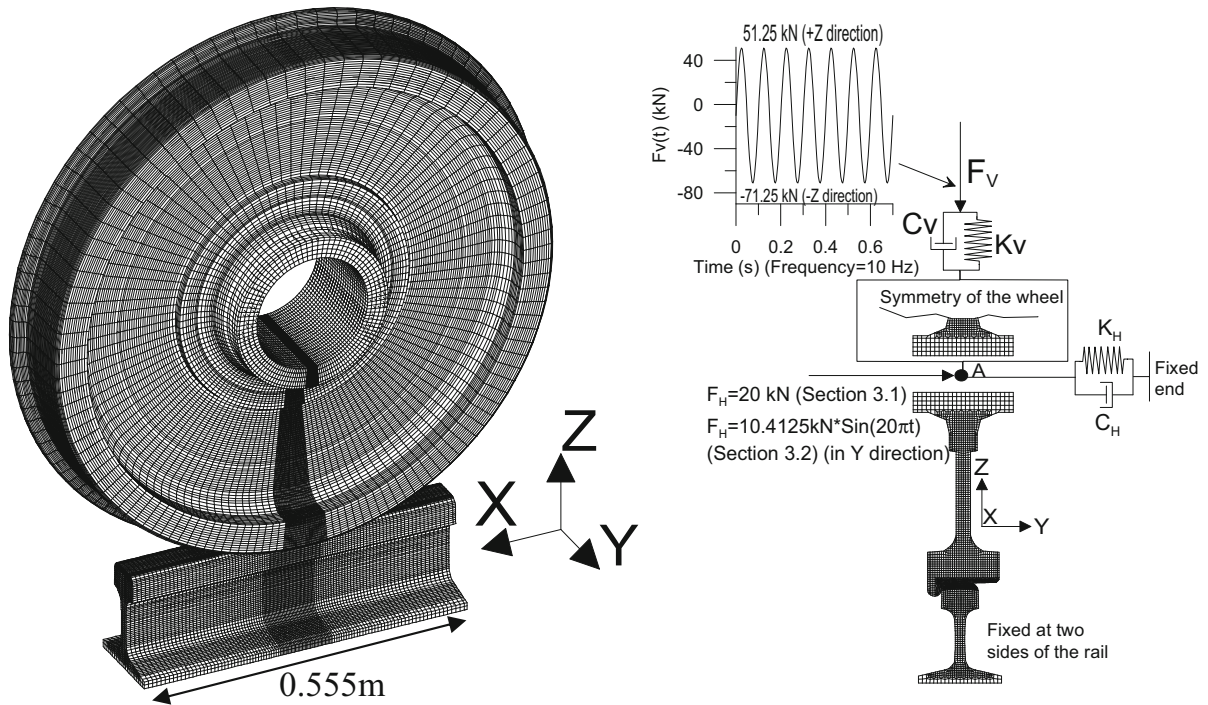 X
Z
Y
0.555m
51.25 kN (+Z direction)
40
0
-40
-80
Fv(t) (kN)
-71.25 kN (-Z direction)
0
0.2
0.4
0.6
Time (s) (Frequency=10 Hz)
F_V
Cv
Kv
Symmetry of the wheel
A
K_H
C_H
Fixed
end
F_H=20 kN (Section 3.1)
F_H=10.4125kN*Sin(20πt)
(Section 3.2) (in Y direction)
Z
X
Y
Fixed at two
sides of the rail